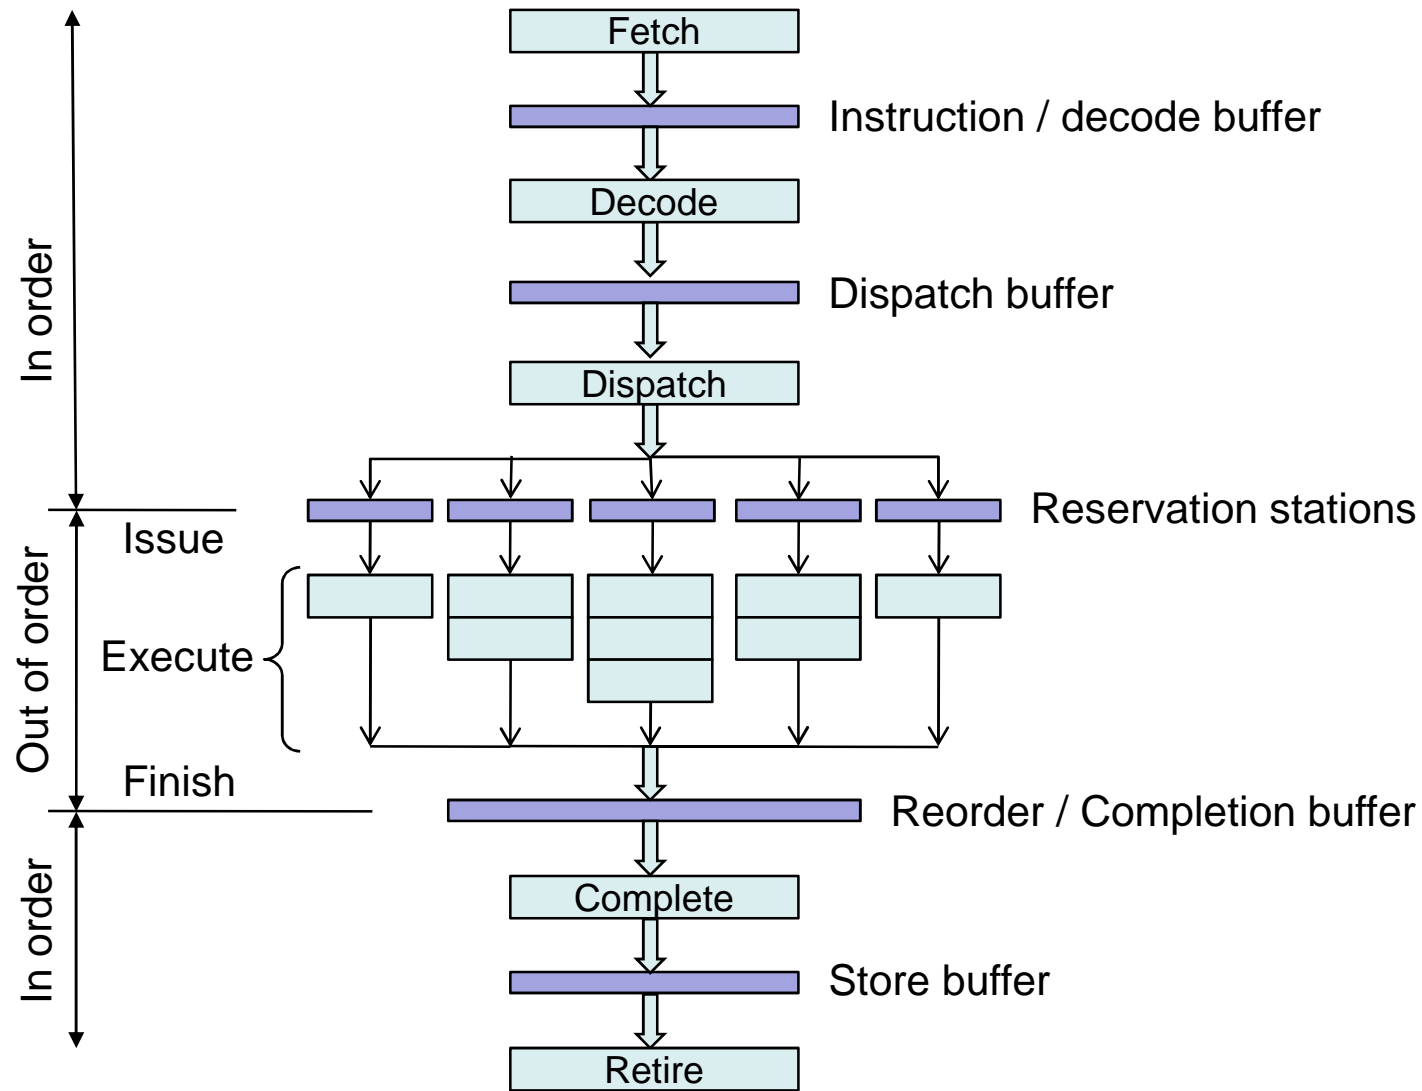 Fetch
Instruction / decode buffer
Decode
In order
Dispatch buffer
Dispatch
Reservation stations
Issue
Out of order
Execute
Finish
Reorder / Completion buffer
Complete
In order
Store buffer
Retire